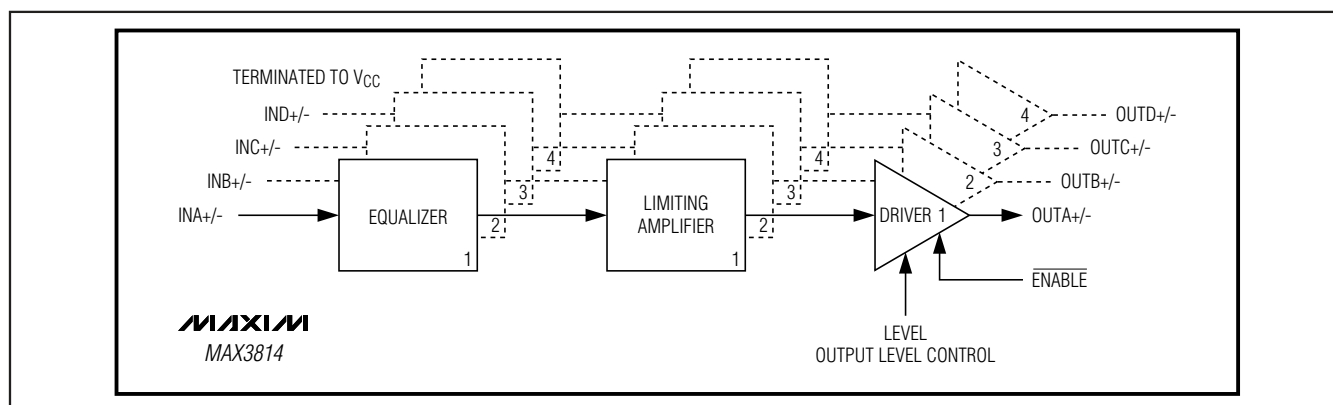 TERMINATED TO VCC
IND+/-
INC+/-
INB+/-
INA+/-
EQUALIZER
1
2
3
4
LIMITING
AMPLIFIER
1
2
3
4
DRIVER 1
2
3
4
OUTD+/-
OUTC+/-
OUTB+/-
OUTA+/-
ENABLE
LEVEL
OUTPUT LEVEL CONTROL
MAXIM
MAX3814